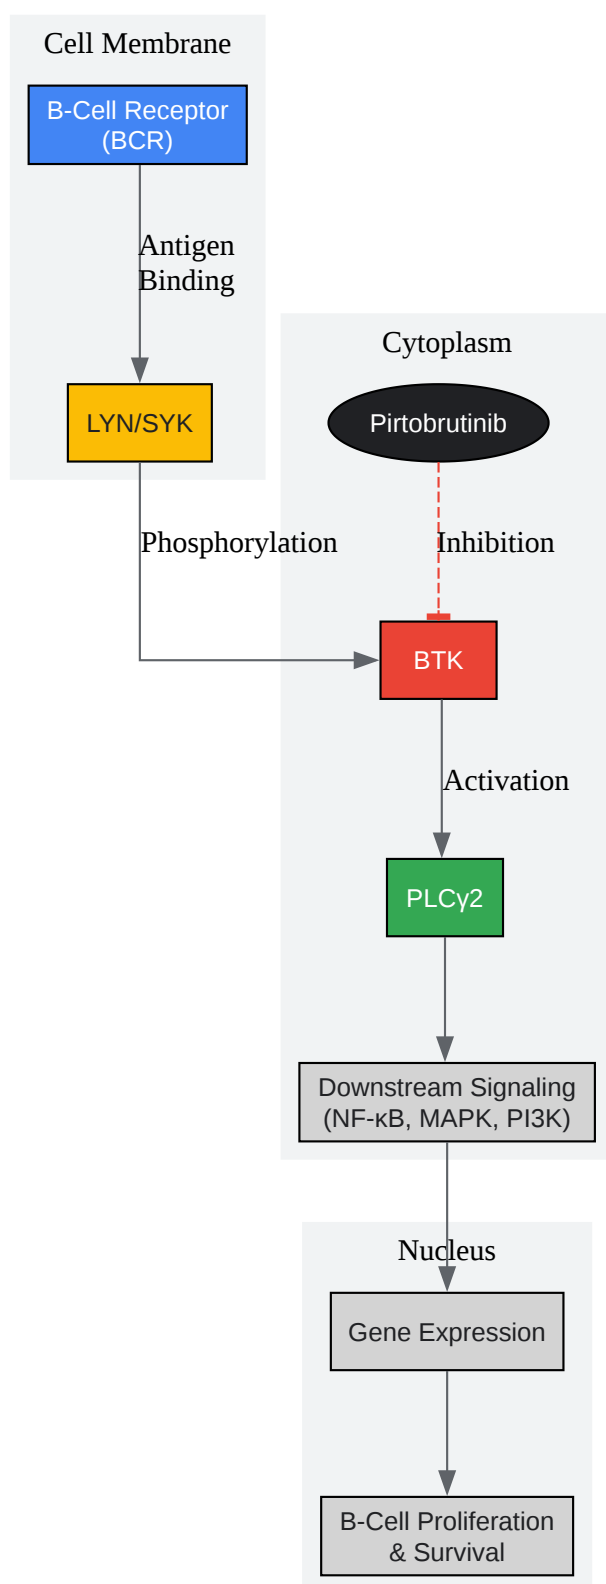 Cell Membrane
B-Cell Receptor
(BCR)
Antigen
Binding
LYN/SYK
Phosphorylation
Cytoplasm
Pirtobrutinib
Inhibition
BTK
Activation
PLCγ2
Downstream Signaling
(NF-κB, MAPK, PI3K)
Nucleus
Gene Expression
B-Cell Proliferation
& Survival